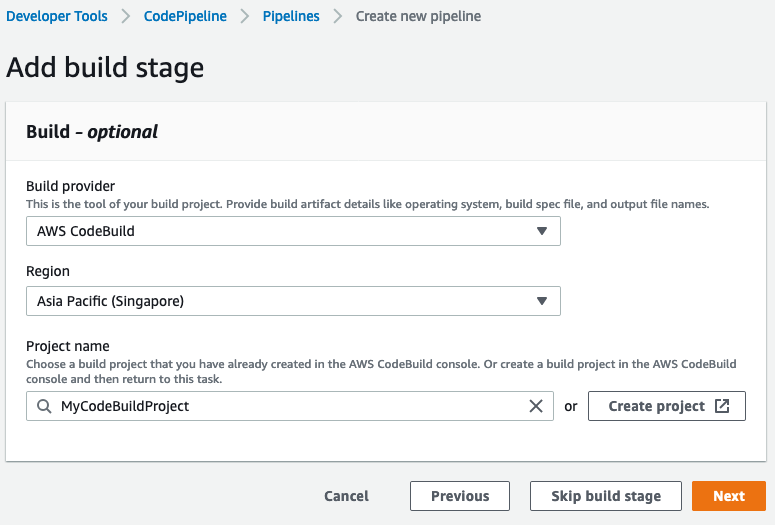 Developer Tools > CodePipeline > Pipelines > Create new pipeline
Add build stage
Build – optional
Build provider
This is the tool of your build project. Provide build artifact details like operating system, build spec file, and output file names.
AWS CodeBuild
Region
Asia Pacific (Singapore)
Project name
Choose a build project that you have already created in the AWS CodeBuild console. Or create a build project in the AWS CodeBuild
console and then return to this task.
MyCodeBuildProject or Create project
Cancel Previous Skip build stage Next